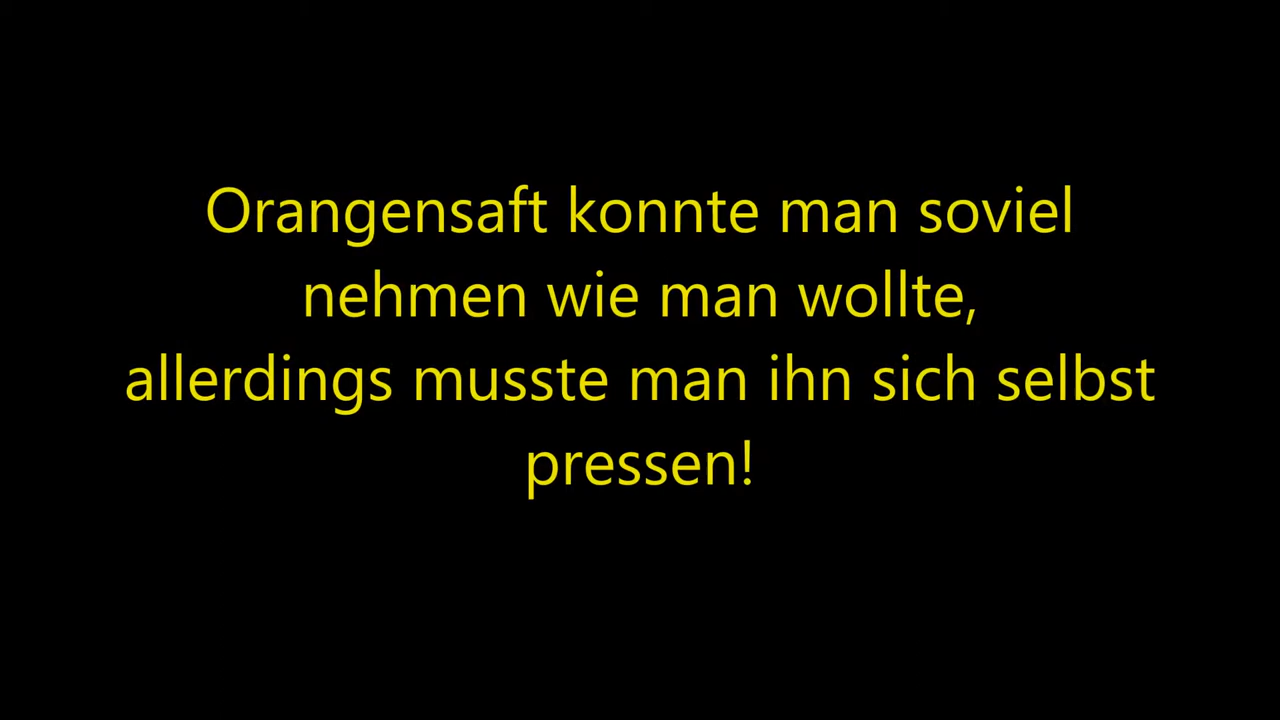 Orangensaft konnte man soviel
nehmen wie man wollte,
allerdings musste man ihn sich selbst
pressen!